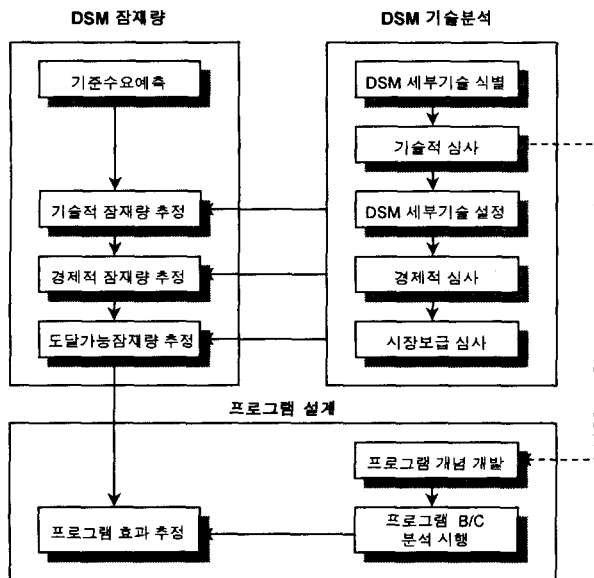 DSM 잠재량
DSM 기술분석
기준수요예측
기술적 잠재량 추정
경제적 잠재량 추정
도달가능잠재량 추정
DSM 세부기술 식별
기술적 심사
DSM 세부기술 설정
경제적 심사
시장보급 심사
프로그램 설계
프로그램 개념 개발
프로그램 B/C
분석 시행
프로그램 효과 추정